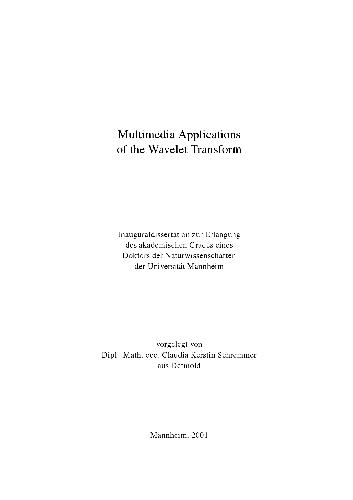 Multimedia Applications
of the Wavelet Transform
Inauguraldissertation zur Erlangung
des akademischen Grades eines
Doktors der Naturwissenschaften
der Universität Mannheim
vorgelegt von
Dipl.–Math. oec. Claudia Kerstin Schremmer
aus Detmold
Mannheim, 2001